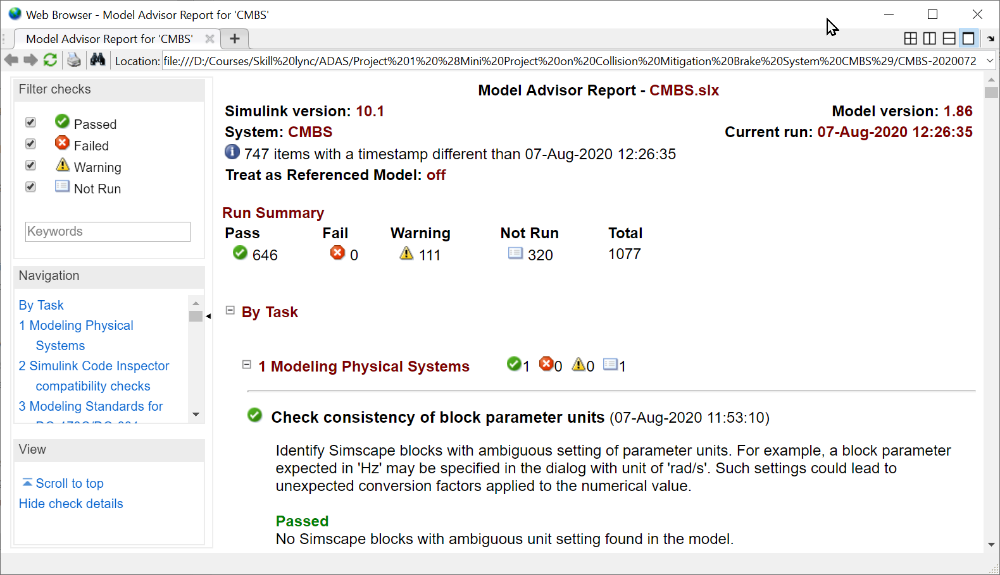 Web Browser - Model Advisor Report for 'CMBS'
Model Advisor Report for 'CMBS'
Location: file:///D:/Courses/Skill%20lync/ADAS/Project%201%20%28Mini%20Project%20on%20Collision%20Mitigation%20Brake%20System%20CMBS%29/CMBS-2020072
Filter checks
Passed
Failed
Warning
Not Run
Keywords
Navigation
By Task
1 Modeling Physical
Systems
2 Simulink Code Inspector
compatibility checks
3 Modeling Standards for
View
Scroll to top
Hide check details
Model Advisor Report - CMBS.slx
Simulink version: 10.1 Model version: 1.86
System: CMBS Current run: 07-Aug-2020 12:26:35
747 items with a timestamp different than 07-Aug-2020 12:26:35
Treat as Referenced Model: off
Run Summary
Pass Fail Warning Not Run Total
646 0 111 320 1077
By Task
1 Modeling Physical Systems 1 0 0 1
Check consistency of block parameter units (07-Aug-2020 11:53:10)
Identify Simscape blocks with ambiguous setting of parameter units. For example, a block parameter
expected in 'Hz' may be specified in the dialog with unit of 'rad/s'. Such settings could lead to
unexpected conversion factors applied to the numerical value.
Passed
No Simscape blocks with ambiguous unit setting found in the model.